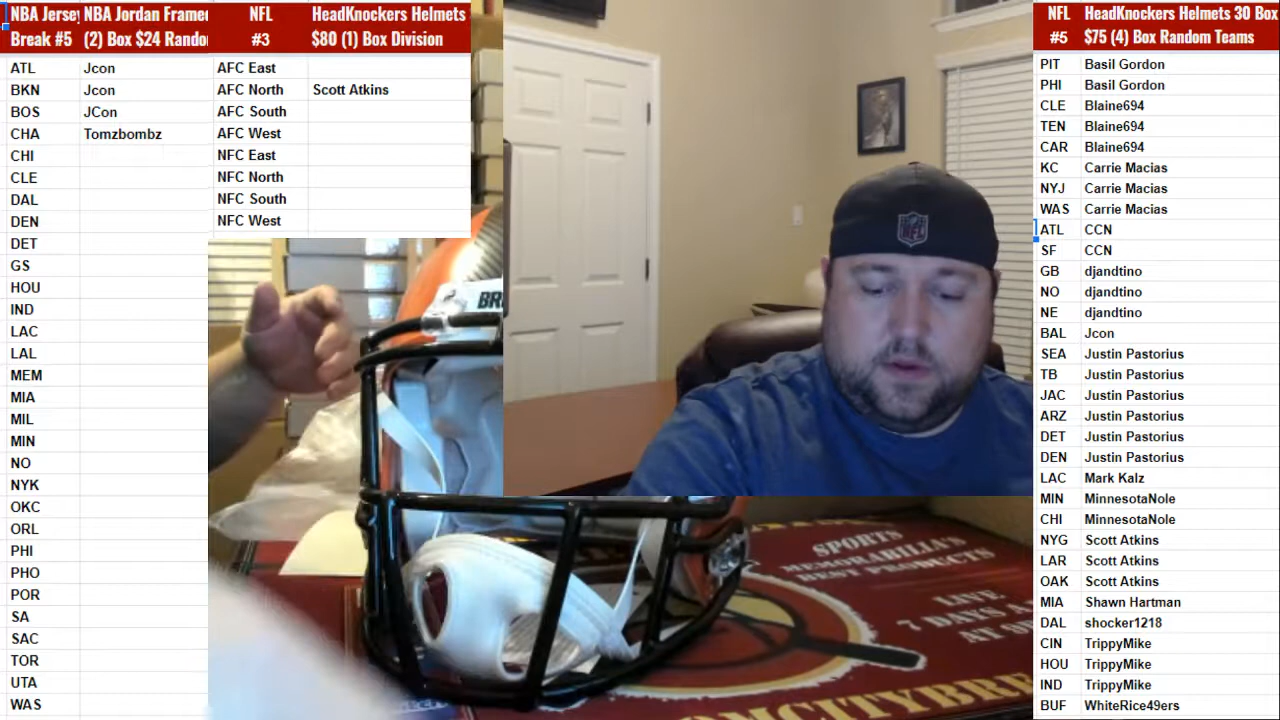 NBA Jersey
Break #5
NBA Jordan Framed
(2) Box $24 Rando
ATL Jcon
BKN Jcon
BOS JCon
CHA Tomzbombz
CHI
CLE
DAL
DEN
DET
GS
HOU
IND
LAC
LAL
MEM
MIA
MIL
MIN
NO
NYK
OKC
ORL
PHI
PHO
POR
SA
SAC
TOR
UTA
WAS
NFL
#3
HeadKnockers Helmets
$80 (1) Box Division
AFC East
AFC North Scott Atkins
AFC South
AFC West
NFC East
NFC North
NFC South
NFC West
NFL
#5
HeadKnockers Helmets 30 Box
$75 (4) Box Random Teams
PIT Basil Gordon
PHI Basil Gordon
CLE Blaine694
TEN Blaine694
CAR Blaine694
KC Carrie Macias
NYJ Carrie Macias
WAS Carrie Macias
ATL CCN
SF CCN
GB djandtino
NO djandtino
NE djandtino
BAL Jcon
SEA Justin Pastorius
TB Justin Pastorius
JAC Justin Pastorius
ARZ Justin Pastorius
DET Justin Pastorius
DEN Justin Pastorius
LAC Mark Kalz
MIN MinnesotaNole
CHI MinnesotaNole
NYG Scott Atkins
LAR Scott Atkins
OAK Scott Atkins
MIA Shawn Hartman
DAL shocker1218
CIN TrippyMike
HOU TrippyMike
IND TrippyMike
BUF WhiteRice49ers
NFL
BR
SPORTS
MEMORABILIA'S
BEST PRODUCTS
LIVE
7 DAYS A
AT 8
OMCITYBRE